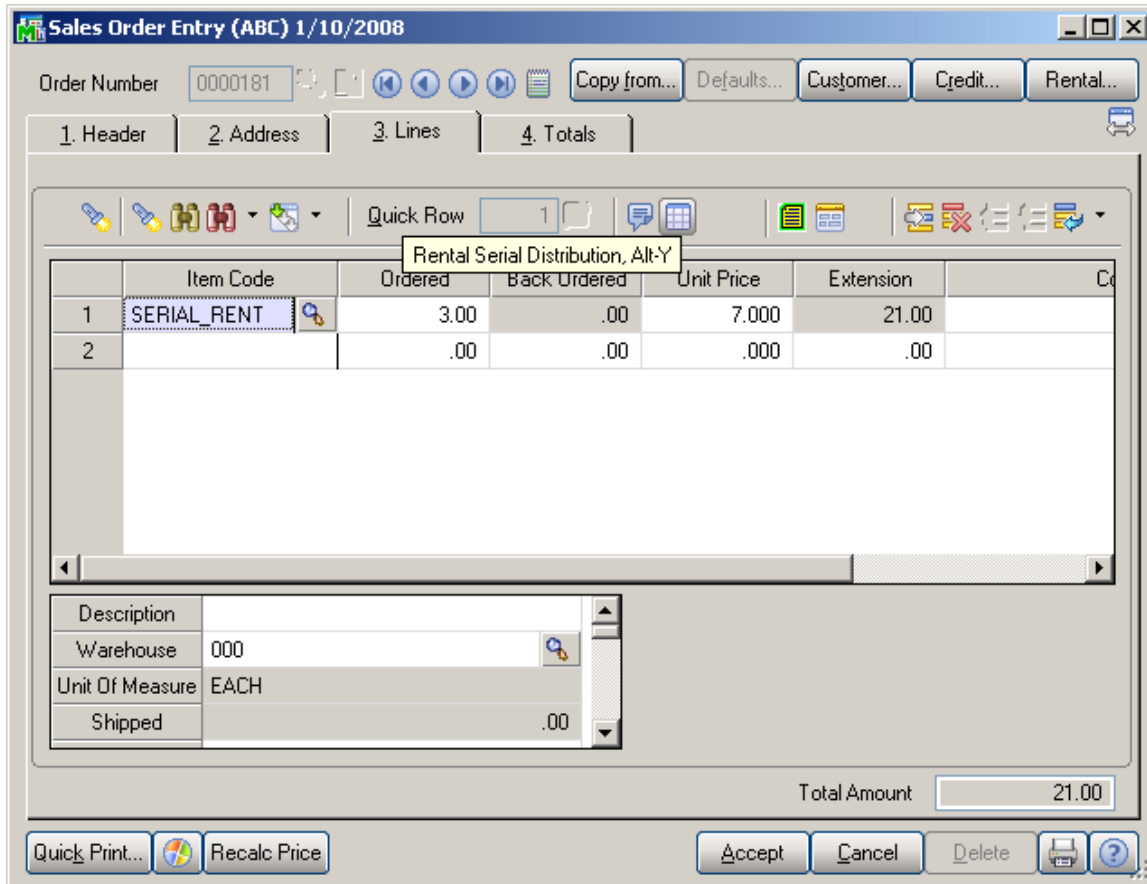 Sales Order Entry (ABC) 1/10/2008
Order Number 0000181 Copy from... Defaults... Customer... Credit... Rental...
1. Header 2. Address 3. Lines 4. Totals
Quick Row 1
Rental Serial Distribution, Alt-Y
Item Code Ordered Back Ordered Unit Price Extension Co
1 SERIAL_RENT 3.00 .00 7.000 21.00
2 .00 .00 .000 .00
Description
Warehouse 000
Unit Of Measure EACH
Shipped .00
Total Amount 21.00
Quick Print... Recalc Price Accept Cancel Delete